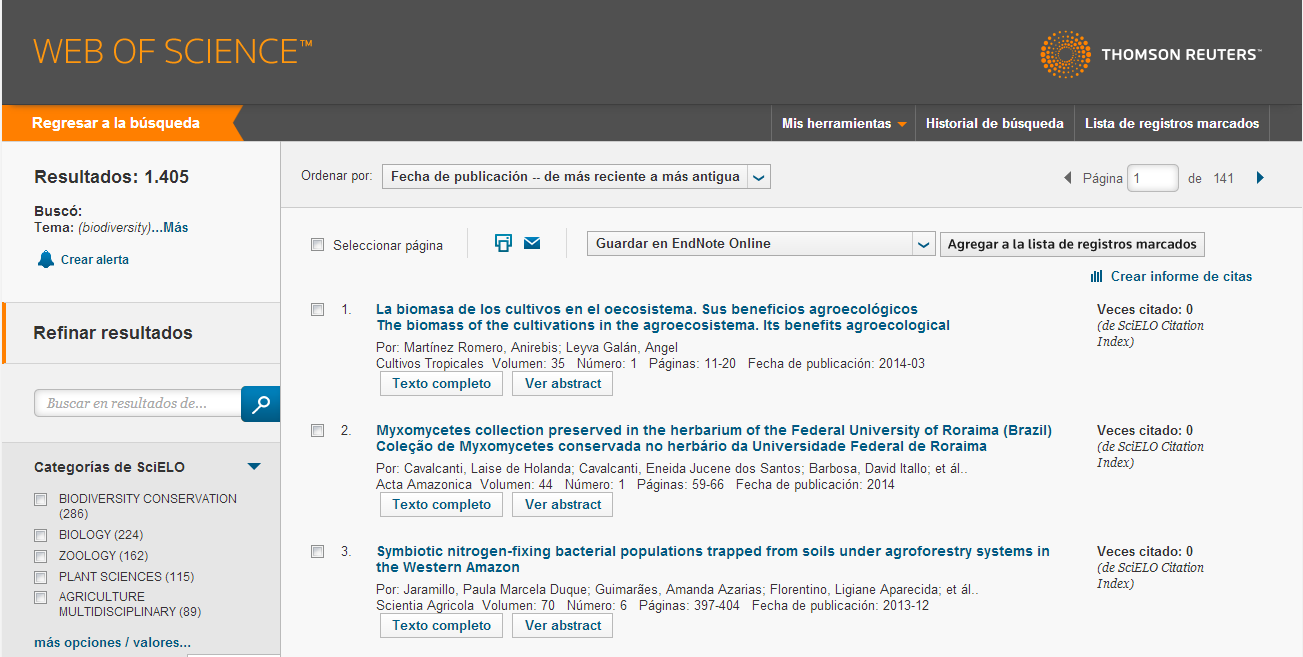 WEB OF SCIENCE™
THOMSON REUTERS™
Regresar a la búsqueda
Mis herramientas
Historial de búsqueda
Lista de registros marcados
Resultados: 1.405
Buscó:
Tema: (biodiversity)...Más
Crear alerta
Refinar resultados
Buscar en resultados de...
Categorías de SciELO
BIODIVERSITY CONSERVATION
(286)
BIOLOGY (224)
ZOOLOGY (162)
PLANT SCIENCES (115)
AGRICULTURE
MULTIDISCIPLINARY (89)
más opciones / valores...
Ordenar por:
Fecha de publicación -- de más reciente a más antigua
Página 1 de 141
Seleccionar página
Guardar en EndNote Online
Agregar a la lista de registros marcados
Crear informe de citas
1.
La biomasa de los cultivos en el oecosistema. Sus beneficios agroecológicos
The biomass of the cultivations in the agroecosistema. Its benefits agroecological
Por: Martínez Romero, Anirebis; Leyva Galán, Angel
Cultivos Tropicales Volumen: 35 Número: 1 Páginas: 11-20 Fecha de publicación: 2014-03
Texto completo
Ver abstract
Veces citado: 0
(de SciELO Citation
Index)
2.
Myxomycetes collection preserved in the herbarium of the Federal University of Roraima (Brazil)
Coleção de Myxomycetes conservada no herbário da Universidade Federal de Roraima
Por: Cavalcanti, Laise de Holanda; Cavalcanti, Eneida Jucene dos Santos; Barbosa, David Itallo; et ál..
Acta Amazonica Volumen: 44 Número: 1 Páginas: 59-66 Fecha de publicación: 2014
Texto completo
Ver abstract
Veces citado: 0
(de SciELO Citation
Index)
3.
Symbiotic nitrogen-fixing bacterial populations trapped from soils under agroforestry systems in
the Western Amazon
Por: Jaramillo, Paula Marcela Duque; Guimarães, Amanda Azarias; Florentino, Ligiane Aparecida; et ál..
Scientia Agricola Volumen: 70 Número: 6 Páginas: 397-404 Fecha de publicación: 2013-12
Texto completo
Ver abstract
Veces citado: 0
(de SciELO Citation
Index)